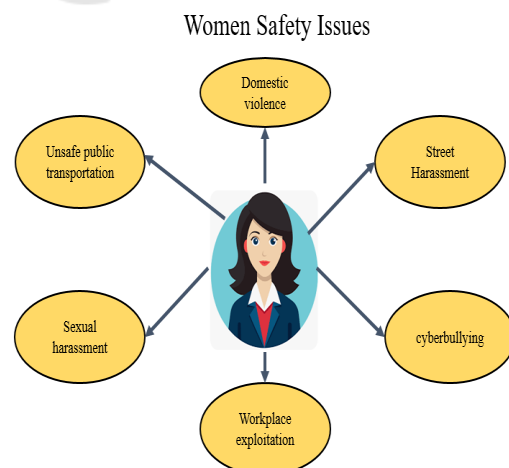 Women Safety Issues
Domestic
violence
Unsafe public
transportation
Street
Harassment
Sexual
harassment
cyberbullying
Workplace
exploitation